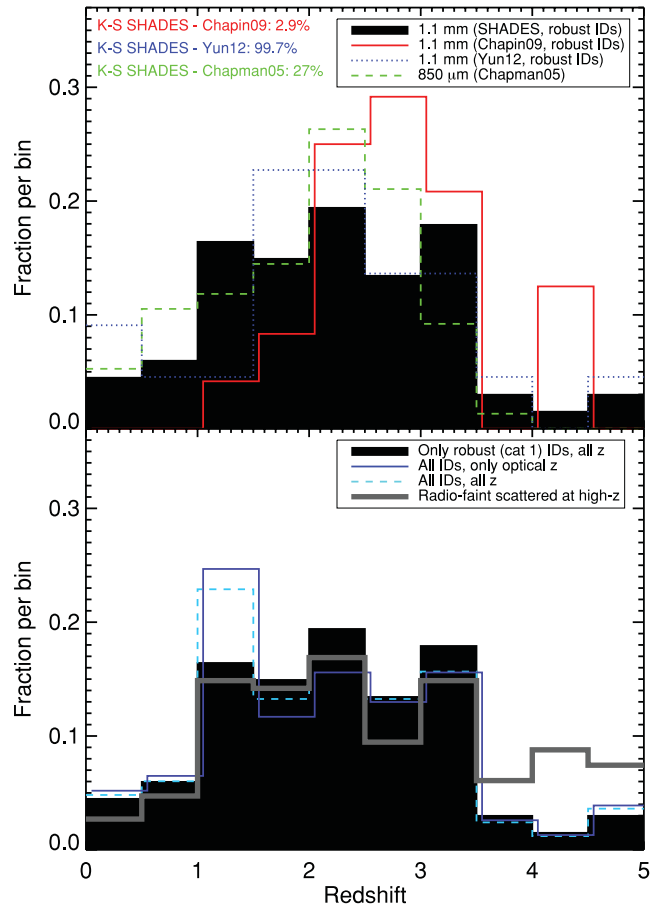 K-S SHADES - Chapin09: 2.9%
K-S SHADES - Yun12: 99.7%
K-S SHADES - Chapman05: 27%
1.1 mm (SHADES, robust IDs)
1.1 mm (Chapin09, robust IDs)
1.1 mm (Yun12, robust IDs)
850 μm (Chapman05)
Fraction per bin
0.3
0.2
0.1
0.0
Only robust (cat 1) IDs, all z
All IDs, only optical z
All IDs, all z
Radio-faint scattered at high-z
Fraction per bin
0.3
0.2
0.1
0.0
0 1 2 3 4 5
Redshift